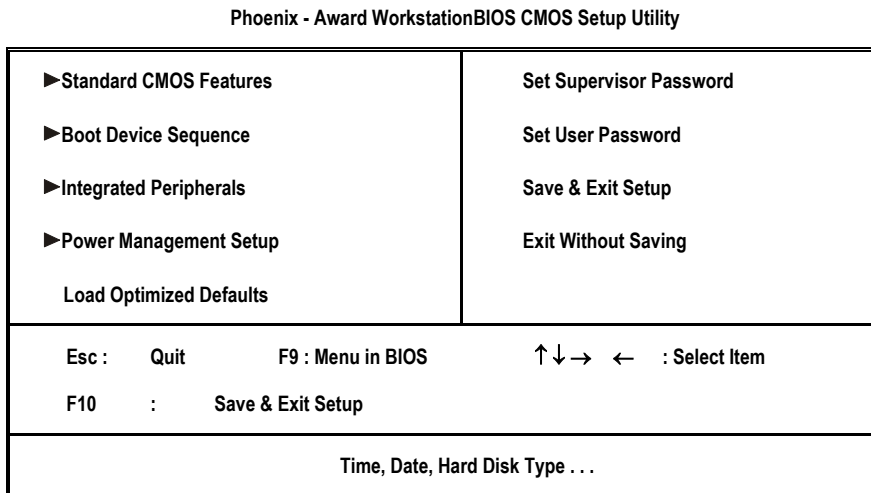 Phoenix - Award WorkstationBIOS CMOS Setup Utility
▶Standard CMOS Features
▶Boot Device Sequence
▶Integrated Peripherals
▶Power Management Setup
Load Optimized Defaults
Set Supervisor Password
Set User Password
Save & Exit Setup
Exit Without Saving
Esc : Quit F9 : Menu in BIOS ↑↓→ ← : Select Item
F10 : Save & Exit Setup
Time, Date, Hard Disk Type . . .